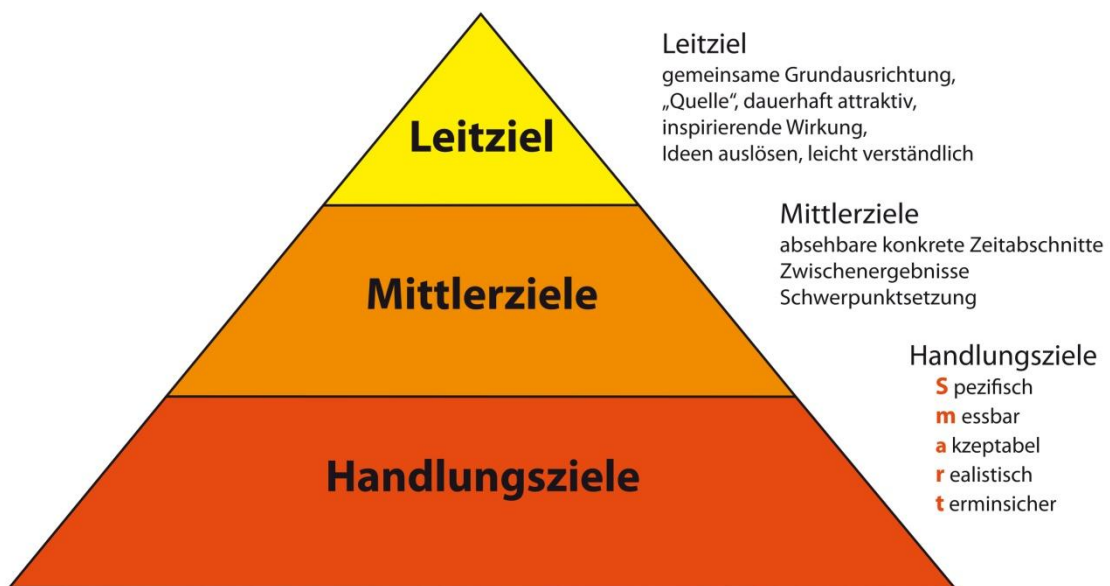 Leitziel
Leitziel
gemeinsame Grundausrichtung,
„Quelle“, dauerhaft attraktiv,
inspirierende Wirkung,
Ideen auslösen, leicht verständlich
Mittlerziele
Mittlerziele
absehbare konkrete Zeitabschnitte
Zwischenergebnisse
Schwerpunktsetzung
Handlungsziele
Handlungsziele
S pezifisch
m essbar
a kzeptabel
r ealistisch
t erminsicher